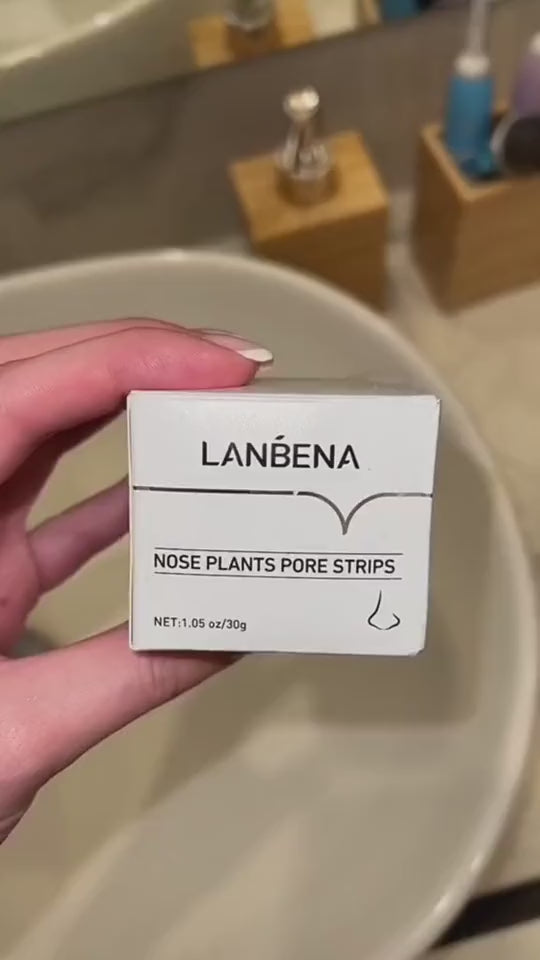 LANBENA
NOSE PLANTS PORE STRIPS
NET:1.05 oz/30g